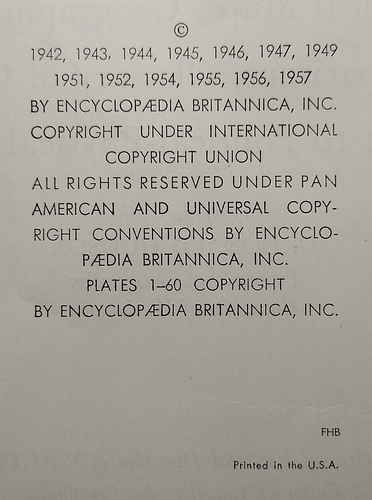 ©
1942, 1943, 1944, 1945, 1946, 1947, 1949
1951, 1952, 1954, 1955, 1956, 1957
BY ENCYCLOPÆDIA BRITANNICA, INC.
COPYRIGHT UNDER INTERNATIONAL
COPYRIGHT UNION
ALL RIGHTS RESERVED UNDER PAN
AMERICAN AND UNIVERSAL COPY-
RIGHT CONVENTIONS BY ENCYCLO-
PÆDIA BRITANNICA, INC.
PLATES 1–60 COPYRIGHT
BY ENCYCLOPÆDIA BRITANNICA, INC.
FHB
Printed in the U.S.A.